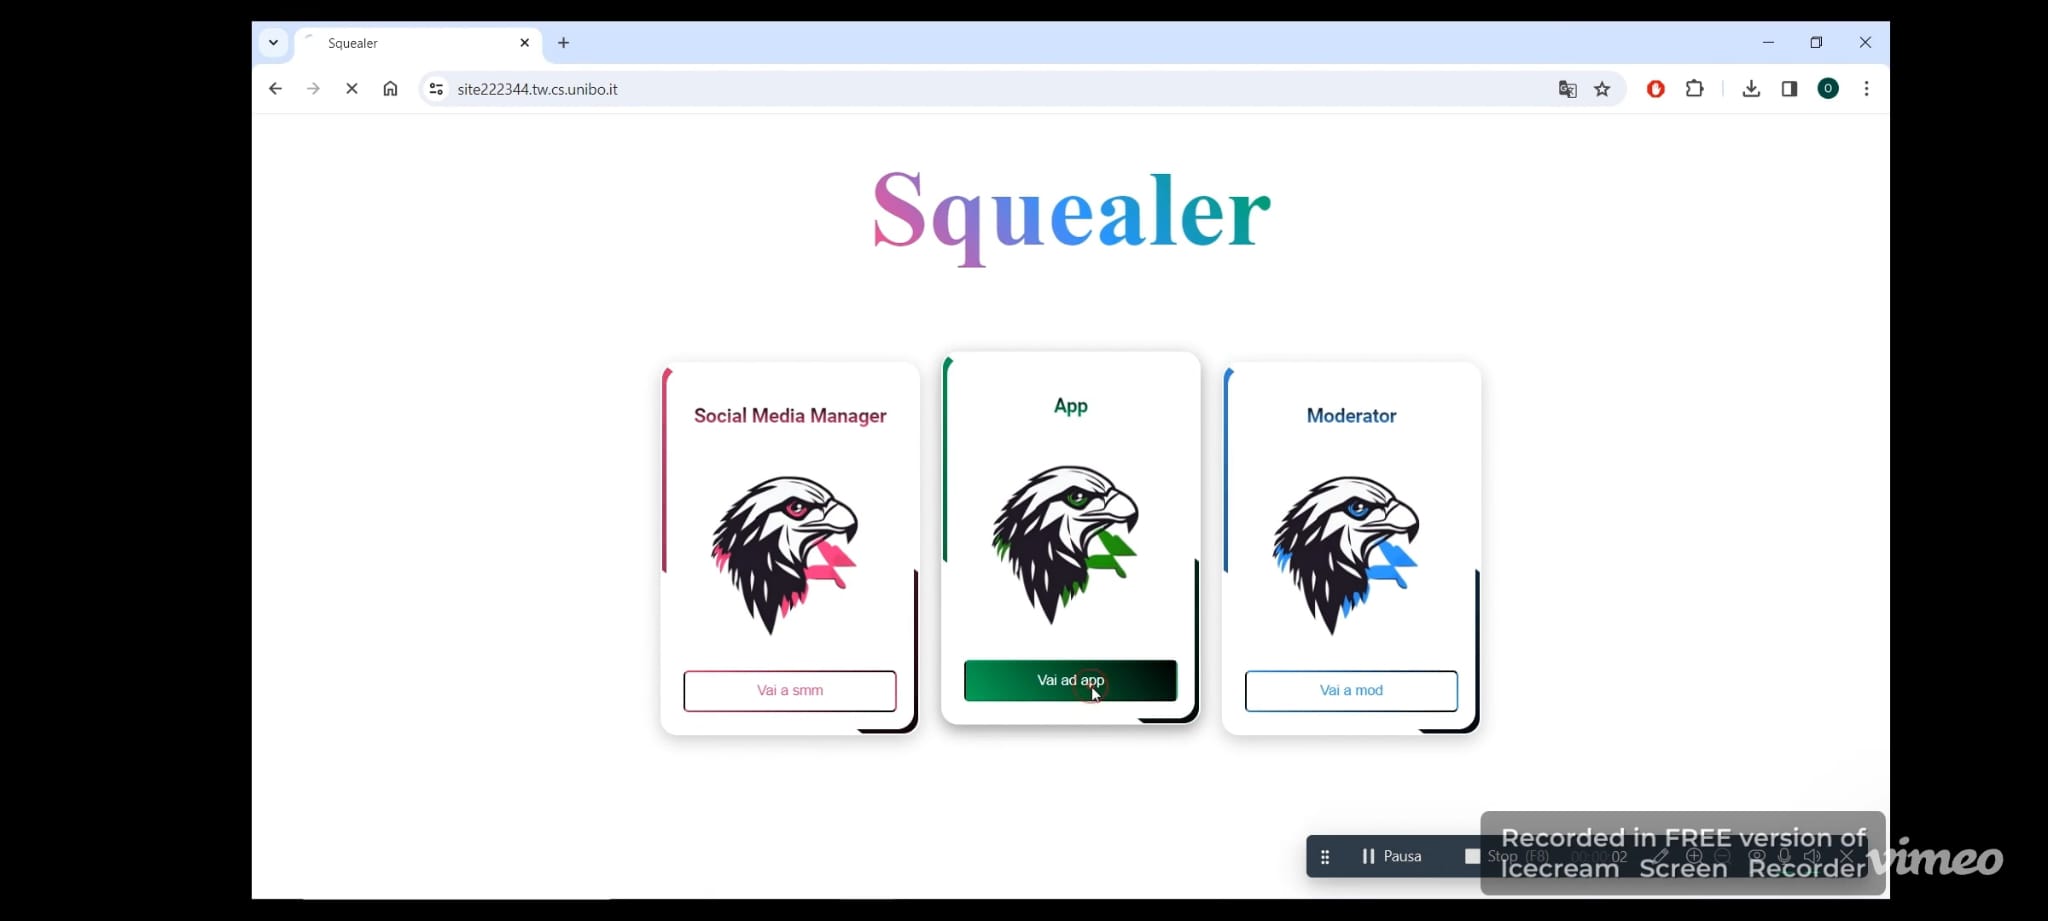 Squealer
site222344.tw.cs.unibo.it
O
Squealer
Social Media Manager
App
Moderator
Vai a smm
Vai ad app
Vai a mod
Pausa
Stop (F8)
02
Recorded in FREE version of
Icecream Screen Recorder
vimeo